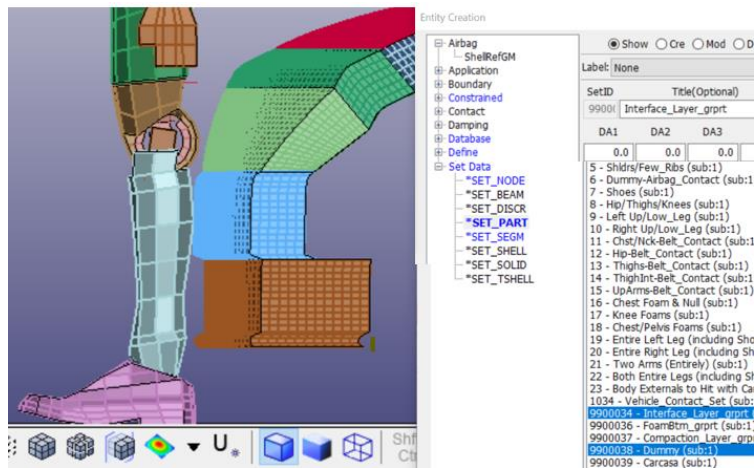 Entity Creation
Airbag
ShellRefGM
Application
Boundary
Constrained
Contact
Damping
Database
Define
Set Data
*SET_NODE
*SET_BEAM
*SET_DISCR
*SET_PART
*SET_SEGM
*SET_SHELL
*SET_SOLID
*SET_TSHELL
Show Cre Mod D
Label: None
SetID Title(Optional)
9900( Interface_Layer_grprt
DA1 DA2 DA3
0.0 0.0 0.0
5 - Shldrs/Few_Ribs (sub:1)
6 - Dummy-Airbag_Contact (sub:1
7 - Shoes (sub:1)
8 - Hip/Thighs/Knees (sub:1)
9 - Left Up/Low_Leg (sub:1)
10 - Right Up/Low_Leg (sub:1)
11 - Chst/Nck-Belt_Contact (sub:1
12 - Hip-Belt_Contact (sub:1)
13 - Thighs-Belt_Contact (sub:1)
14 - ThighInt-Belt_Contact (sub:1
15 - UpArms-Belt_Contact (sub:1)
16 - Chest Foam & Null (sub:1)
17 - Knee Foams (sub:1)
18 - Chest/Pelvis Foams (sub:1)
19 - Entire Left Leg (including Sho
20 - Entire Right Leg (including Sh
21 - Two Arms (Entirely) (sub:1)
22 - Both Entire Legs (including Sh
23 - Body Externals to Hit with Car
1034 - Vehicle_Contact_Set (sub:
9900034 - Interface_Layer_grprt
9900036 - FoamBtm_grprt (sub:1)
9900037 - Compaction_Layer_grp
9900038 - Dummy (sub:1)
9900039 - Carcasa (sub:1)
U
Shf
Ctr